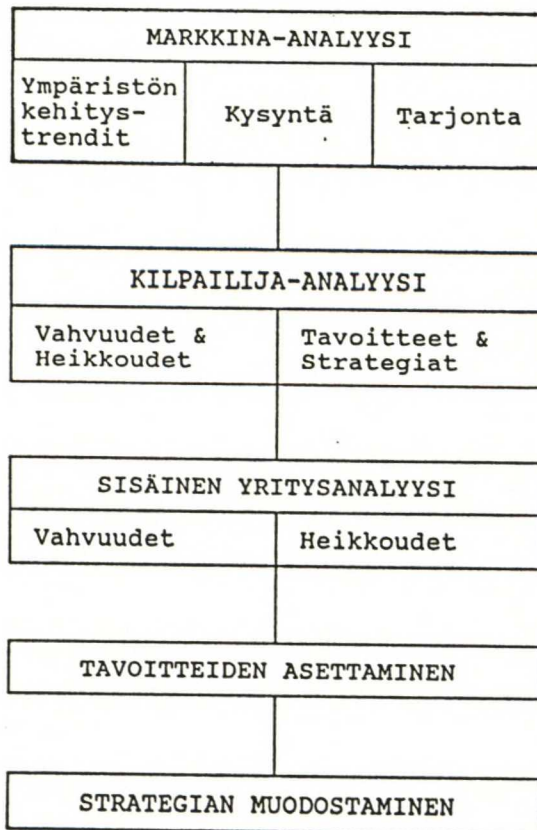 MARKKINA-ANALYYSI
Ympäristön
kehitys-
trendit
Kysyntä
Tarjonta
KILPAILIJA-ANALYYSI
Vahvuudet &
Heikkoudet
Tavoitteet &
Strategiat
SISÄINEN YRITYSANALYYSI
Vahvuudet
Heikkoudet
TAVOITTEIDEN ASETTAMINEN
STRATEGIAN MUODOSTAMINEN